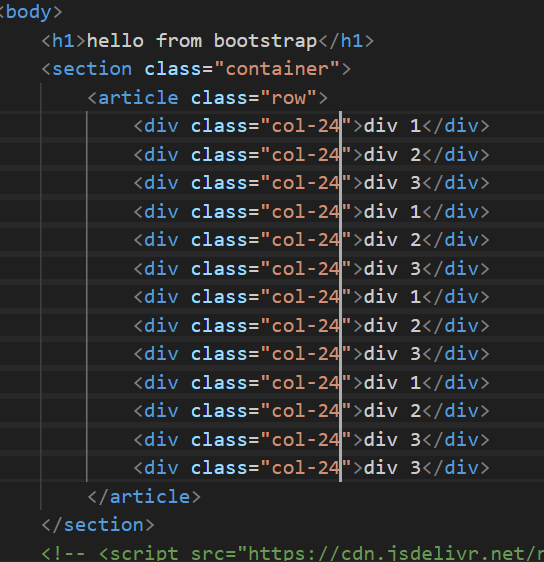 <body>
<h1>hello from bootstrap</h1>
<section class="container">
<article class="row">
<div class="col-24">div 1</div>
<div class="col-24">div 2</div>
<div class="col-24">div 3</div>
<div class="col-24">div 1</div>
<div class="col-24">div 2</div>
<div class="col-24">div 3</div>
<div class="col-24">div 1</div>
<div class="col-24">div 2</div>
<div class="col-24">div 3</div>
<div class="col-24">div 1</div>
<div class="col-24">div 2</div>
<div class="col-24">div 3</div>
<div class="col-24">div 3</div>
</article>
</section>
<!-- <script src="https://cdn.jsdelivr.net/